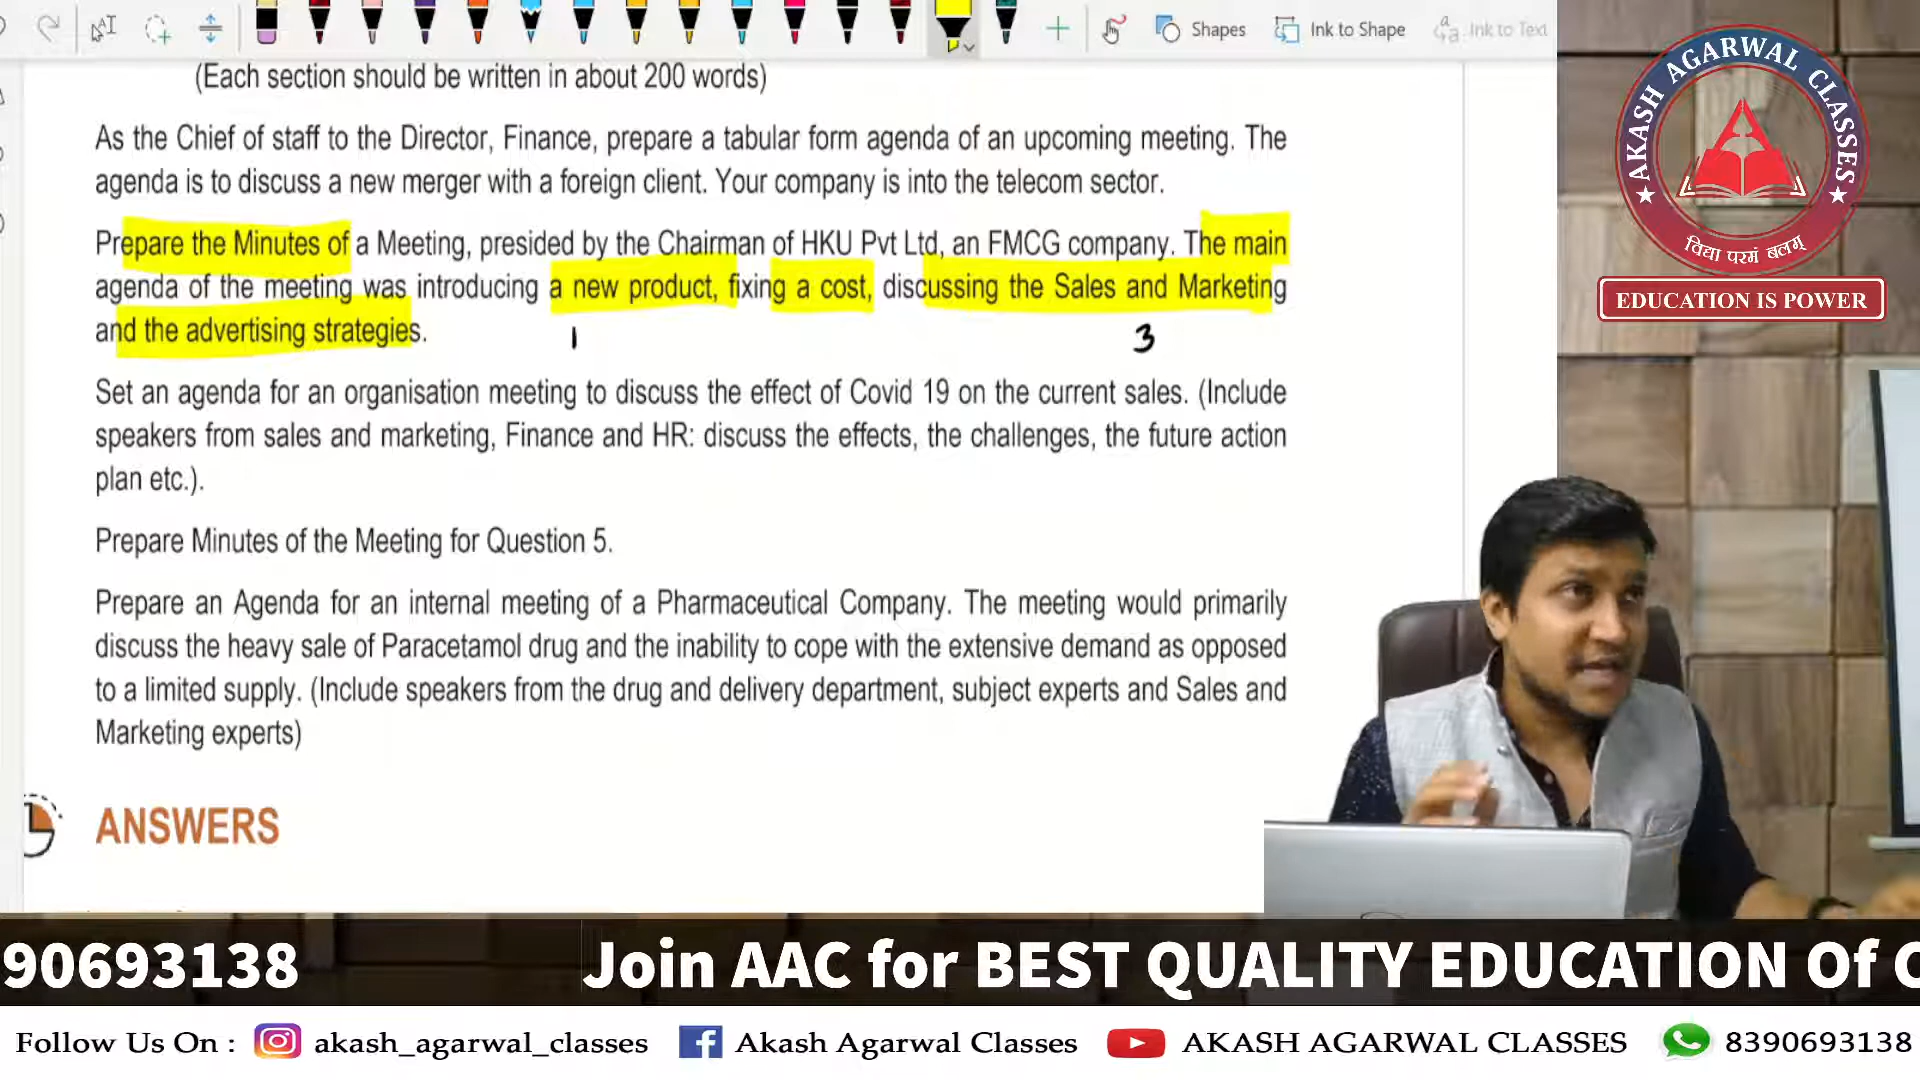 Shapes
Ink to Shape
Ink to Text
(Each section should be written in about 200 words)
As the Chief of staff to the Director, Finance, prepare a tabular form agenda of an upcoming meeting. The
agenda is to discuss a new merger with a foreign client. Your company is into the telecom sector.
Prepare the Minutes of a Meeting, presided by the Chairman of HKU Pvt Ltd, an FMCG company. The main
agenda of the meeting was introducing a new product, fixing a cost, discussing the Sales and Marketing
and the advertising strategies.
1
3
Set an agenda for an organisation meeting to discuss the effect of Covid 19 on the current sales. (Include
speakers from sales and marketing, Finance and HR: discuss the effects, the challenges, the future action
plan etc.).
Prepare Minutes of the Meeting for Question 5.
Prepare an Agenda for an internal meeting of a Pharmaceutical Company. The meeting would primarily
discuss the heavy sale of Paracetamol drug and the inability to cope with the extensive demand as opposed
to a limited supply. (Include speakers from the drug and delivery department, subject experts and Sales and
Marketing experts)
ANSWERS
AKASH AGARWAL CLASSES
विद्या परमं बलम्
EDUCATION IS POWER
90693138
Join AAC for BEST QUALITY EDUCATION Of C
Follow Us On : akash_agarwal_classes Akash Agarwal Classes AKASH AGARWAL CLASSES 8390693138